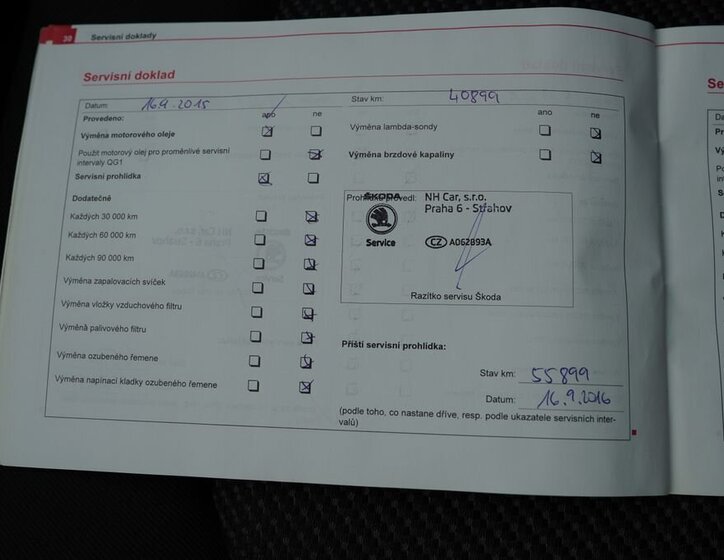 30 Servisní doklady
Servisní doklad
Datum: 16.9.2015
Stav km: 40899
Provedeno: ano ne
ano ne
Výměna motorového oleje
Výměna lambda-sondy
Použit motorový olej pro proměnlivé servisní
intervaly QG1
Výměna brzdové kapaliny
Servisní prohlídka
Dodatečně
Každých 30 000 km
Každých 60 000 km
Každých 90 000 km
Výměna zapalovacích svíček
Výměna vložky vzduchového filtru
Výměna palivového filtru
Výměna ozubeného řemene
Výměna napínací kladky ozubeného řemene
Prohlídku provedl:
ŠKODA
Service
NH Car, s.r.o.
Praha 6 - Strahov
CZ A062893A
Razítko servisu Škoda
Příští servisní prohlídka:
Stav km: 55899
Datum: 16.9.2016
(podle toho, co nastane dříve, resp. podle ukazatele servisních inter-
valů)
Se